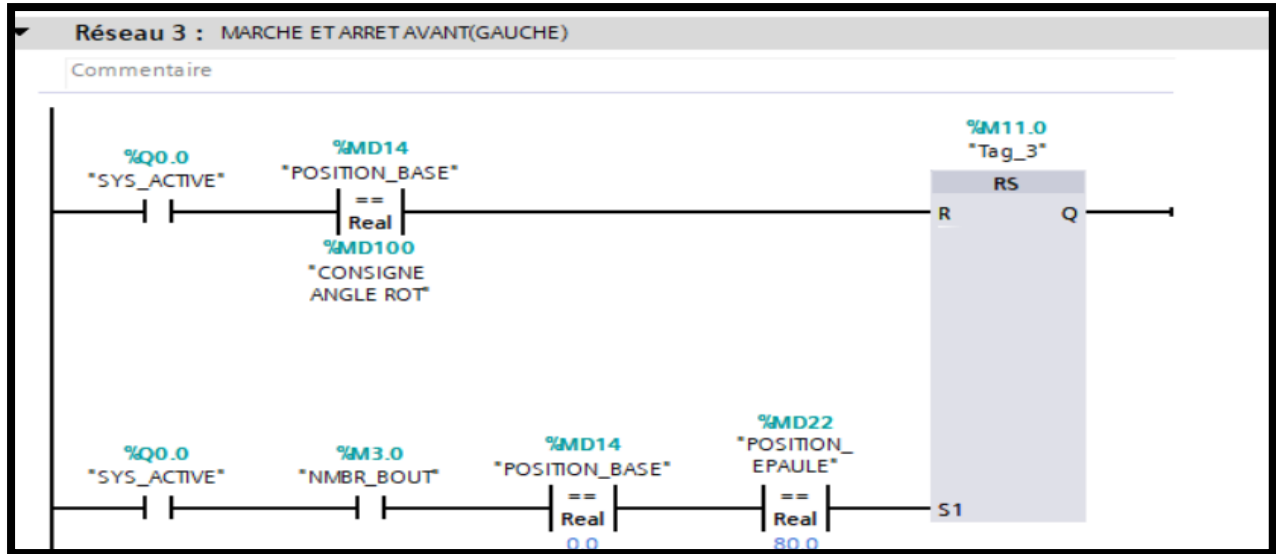 Réseau 3 : MARCHE ET ARRET AVANT(GAUCHE)
Commentaire
%M11.0
"Tag_3"
%Q0.0
"SYS_ACTIVE"
%MD14
"POSITION_BASE"
==
Real
%MD100
"CONSIGNE
ANGLE ROT"
RS
R
Q
%Q0.0
"SYS_ACTIVE"
%M3.0
"NMBR_BOUT"
%MD14
"POSITION_BASE"
==
Real
0.0
%MD22
"POSITION_
EPAULE"
==
Real
80.0
S1